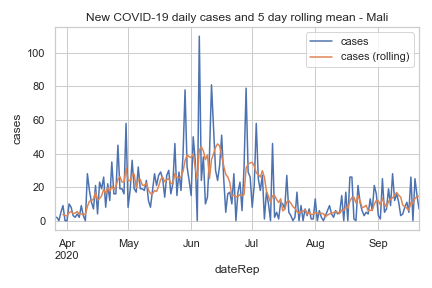 New COVID-19 daily cases and 5 day rolling mean - Mali
cases
cases (rolling)
cases
100
80
60
40
20
0
Apr May Jun Jul Aug Sep
2020
dateRep